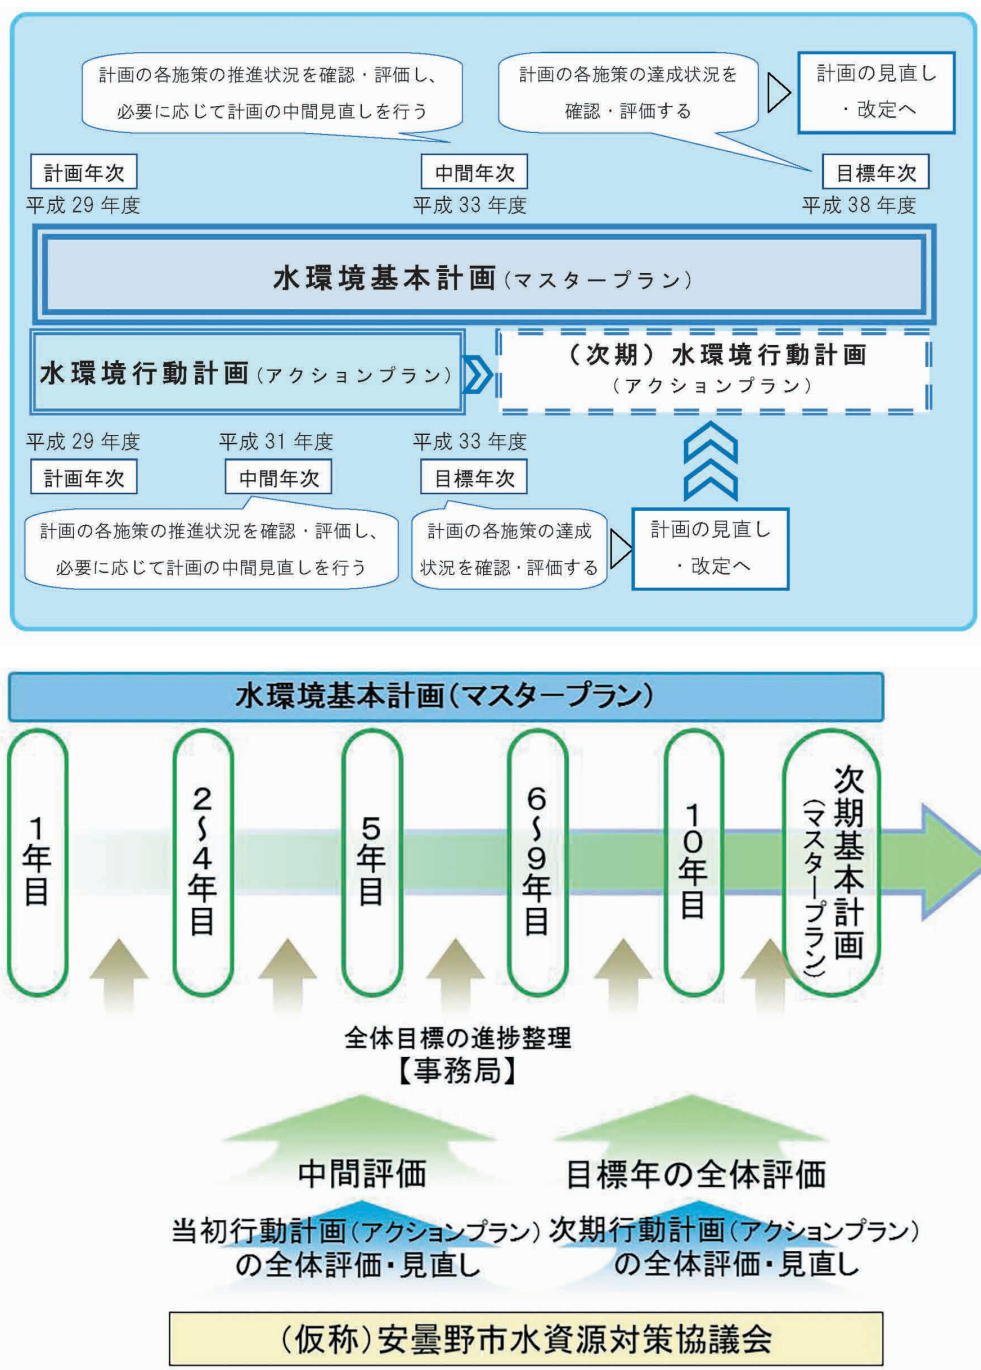 計画の各施策の推進状況を確認・評価し、
必要に応じて計画の中間見直しを行う
計画の各施策の達成状況を
確認・評価する
計画の見直し
・改定へ
計画年次
平成 29 年度
中間年次
平成 33 年度
目標年次
平成 38 年度
水環境基本計画(マスタープラン)
水環境行動計画(アクションプラン)
(次期) 水環境行動計画
(アクションプラン)
平成 29 年度
計画年次
平成 31 年度
中間年次
平成 33 年度
目標年次
計画の各施策の推進状況を確認・評価し、
必要に応じて計画の中間見直しを行う
計画の各施策の達成
状況を確認・評価する
計画の見直し
・改定へ
水環境基本計画(マスタープラン)
1年目
2~4年目
5年目
6~9年目
10年目
次期基本計画
(マスタープラン)
全体目標の進捗整理
【事務局】
中間評価
目標年の全体評価
当初行動計画(アクションプラン)
の全体評価・見直し
次期行動計画(アクションプラン)
の全体評価・見直し
(仮称)安曇野市水資源対策協議会